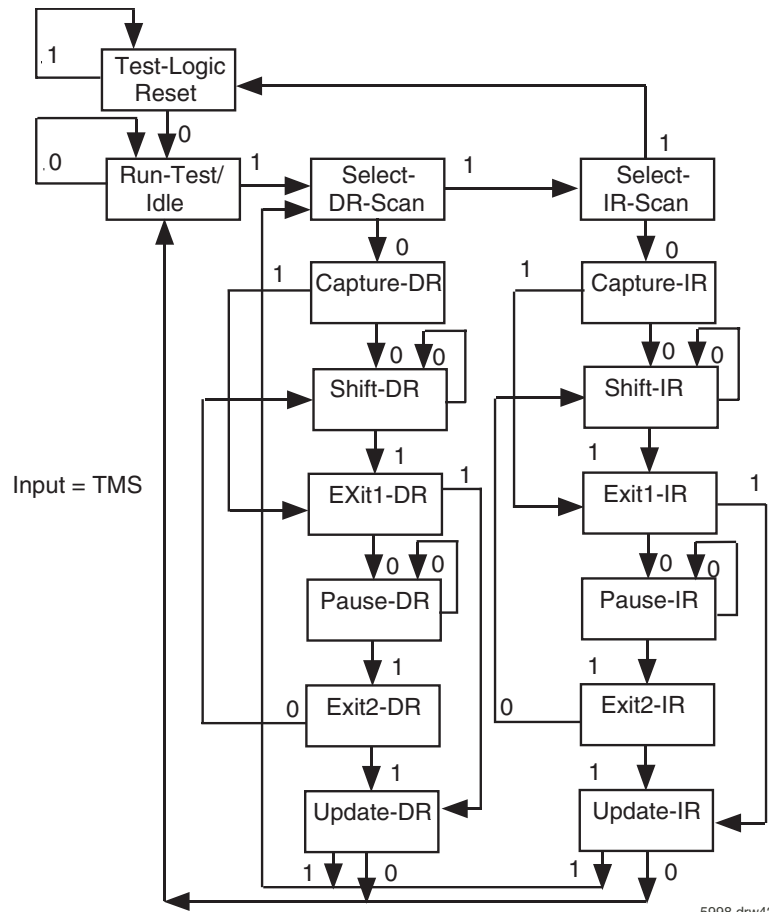 .1
Test-Logic
Reset
0
1
.0
Run-Test/
Idle
1
Select-
DR-Scan
1
Select-
IR-Scan
0
0
1
Capture-DR
1
Capture-IR
0
0
0
0
Shift-DR
Shift-IR
1
1
Input = TMS
EXit1-DR
1
Exit1-IR
1
0
0
0
0
Pause-DR
Pause-IR
1
1
0
Exit2-DR
0
Exit2-IR
1
1
Update-DR
Update-IR
1
0
1
0